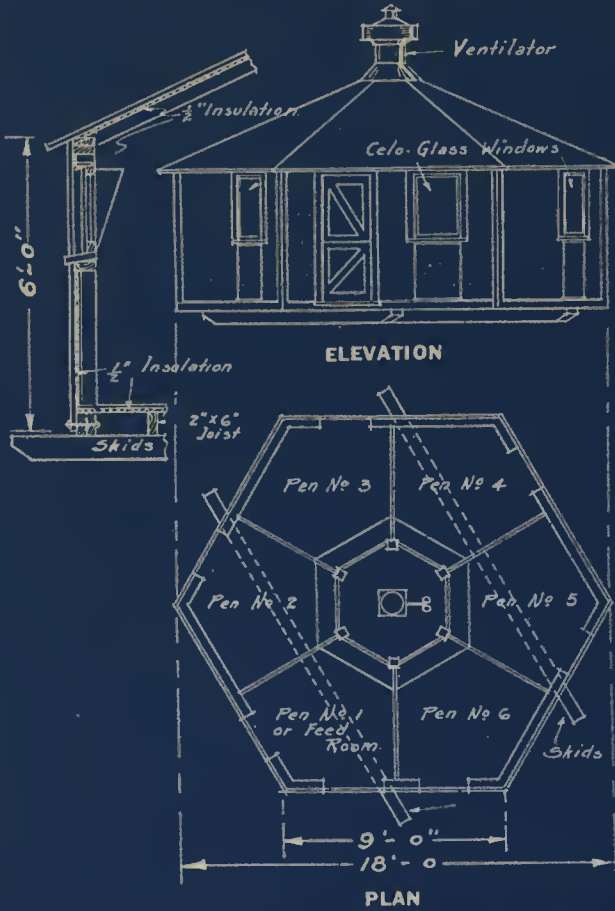 Ventilator
1/2" Insulation
Celo-Glass Windows
6'-0"
1/2" Insulation
2"x6"
Joist
Skids
ELEVATION
Pen No 3
Pen No 4
Pen No 2
Pen No 5
Pen No 1
or Feed
Room.
Pen No 6
Skids
9'-0"
18'-0
PLAN